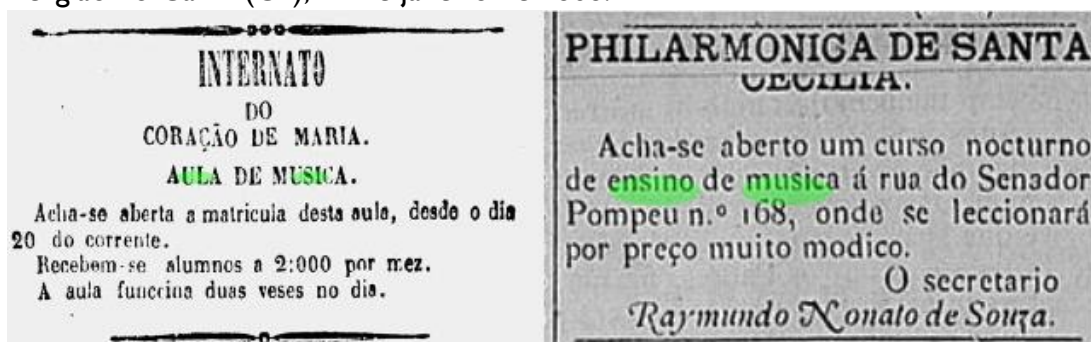 INTERNATO
DO
CORAÇÃO DE MARIA.
AULA DE MUSICA.
Acha-se aberta a matricula desta aula, desde o dia
20 do corrente.
Recebem-se alumnos a 2:000 por mez.
A aula funccina duas veses no dia.
PHILARMONICA DE SANTA
CECILIA.
Acha-se aberto um curso nocturno
de ensino de musica á rua do Senador
Pompeu n.º 168, onde se leccionará
por preço muito modico.
O secretario
Raymundo Nonato de Souza.